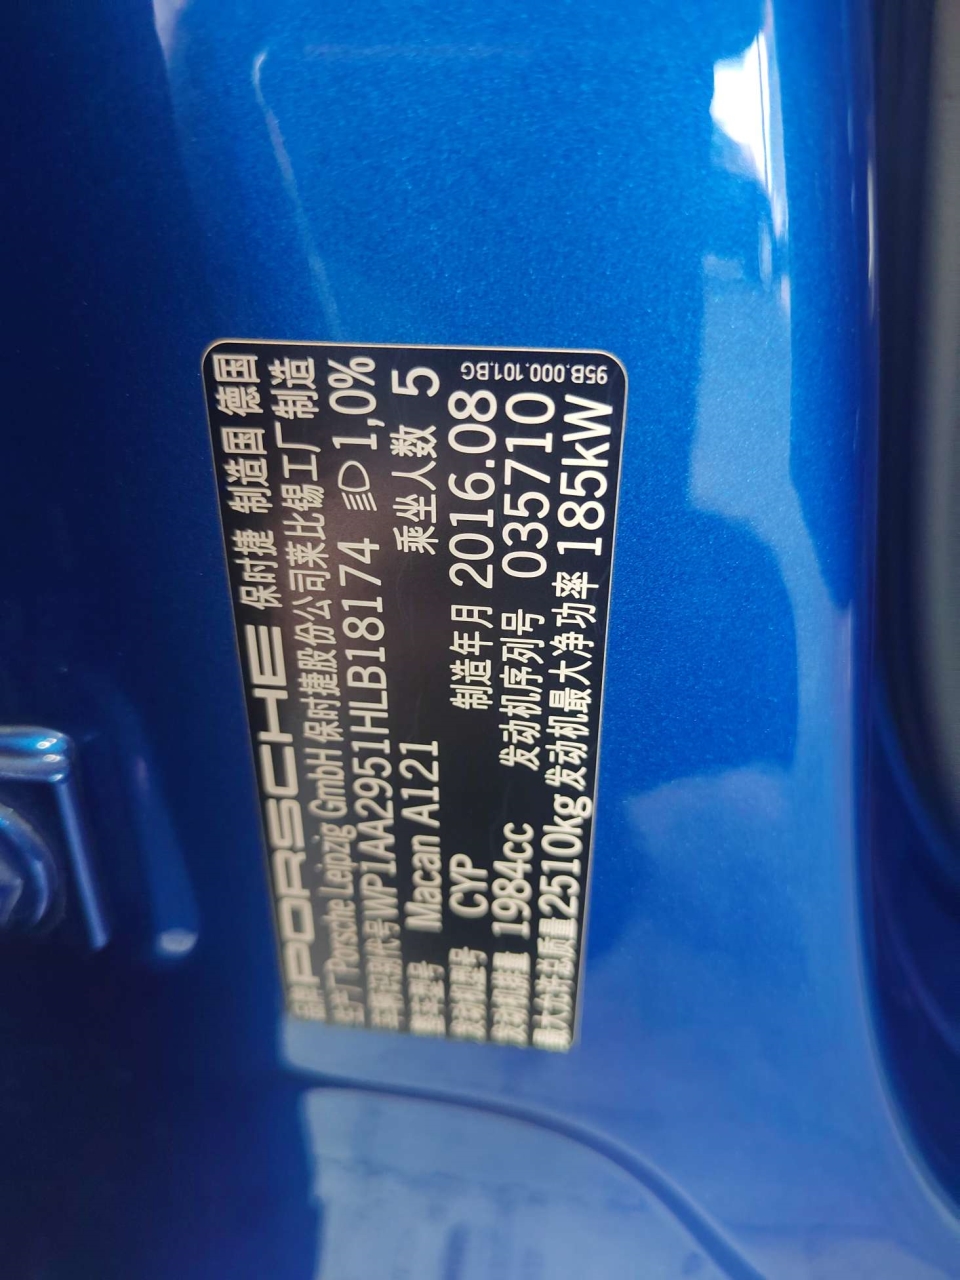 品牌 PORSCHE 保时捷 制造国 德国
生产厂 Porsche Leipzig GmbH 保时捷股份公司莱比锡工厂制造
车辆识别代号 WP1AA2951HLB18174 1,0%
整车型号 Macan A121 乘坐人数 5
发动机型号 CYP 制造年月 2016.08
发动机排量 1984cc 发动机序列号 035710
最大允许总质量 2510kg 发动机最大净功率 185kW
95B.000.101.BG